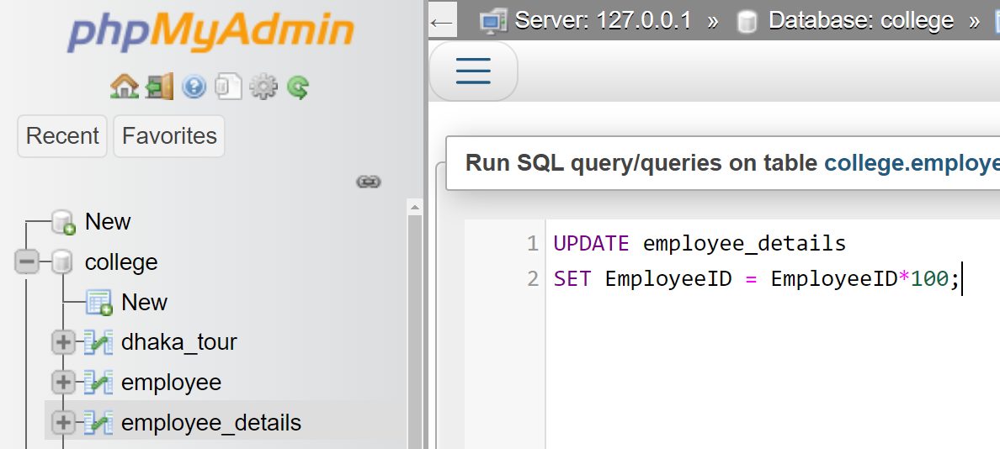 phpMyAdmin
Recent Favorites
New
college
New
dhaka_tour
employee
employee_details
← Server: 127.0.0.1 » Database: college »
Run SQL query/queries on table college.employe
1 UPDATE employee_details
2 SET EmployeeID = EmployeeID*100;